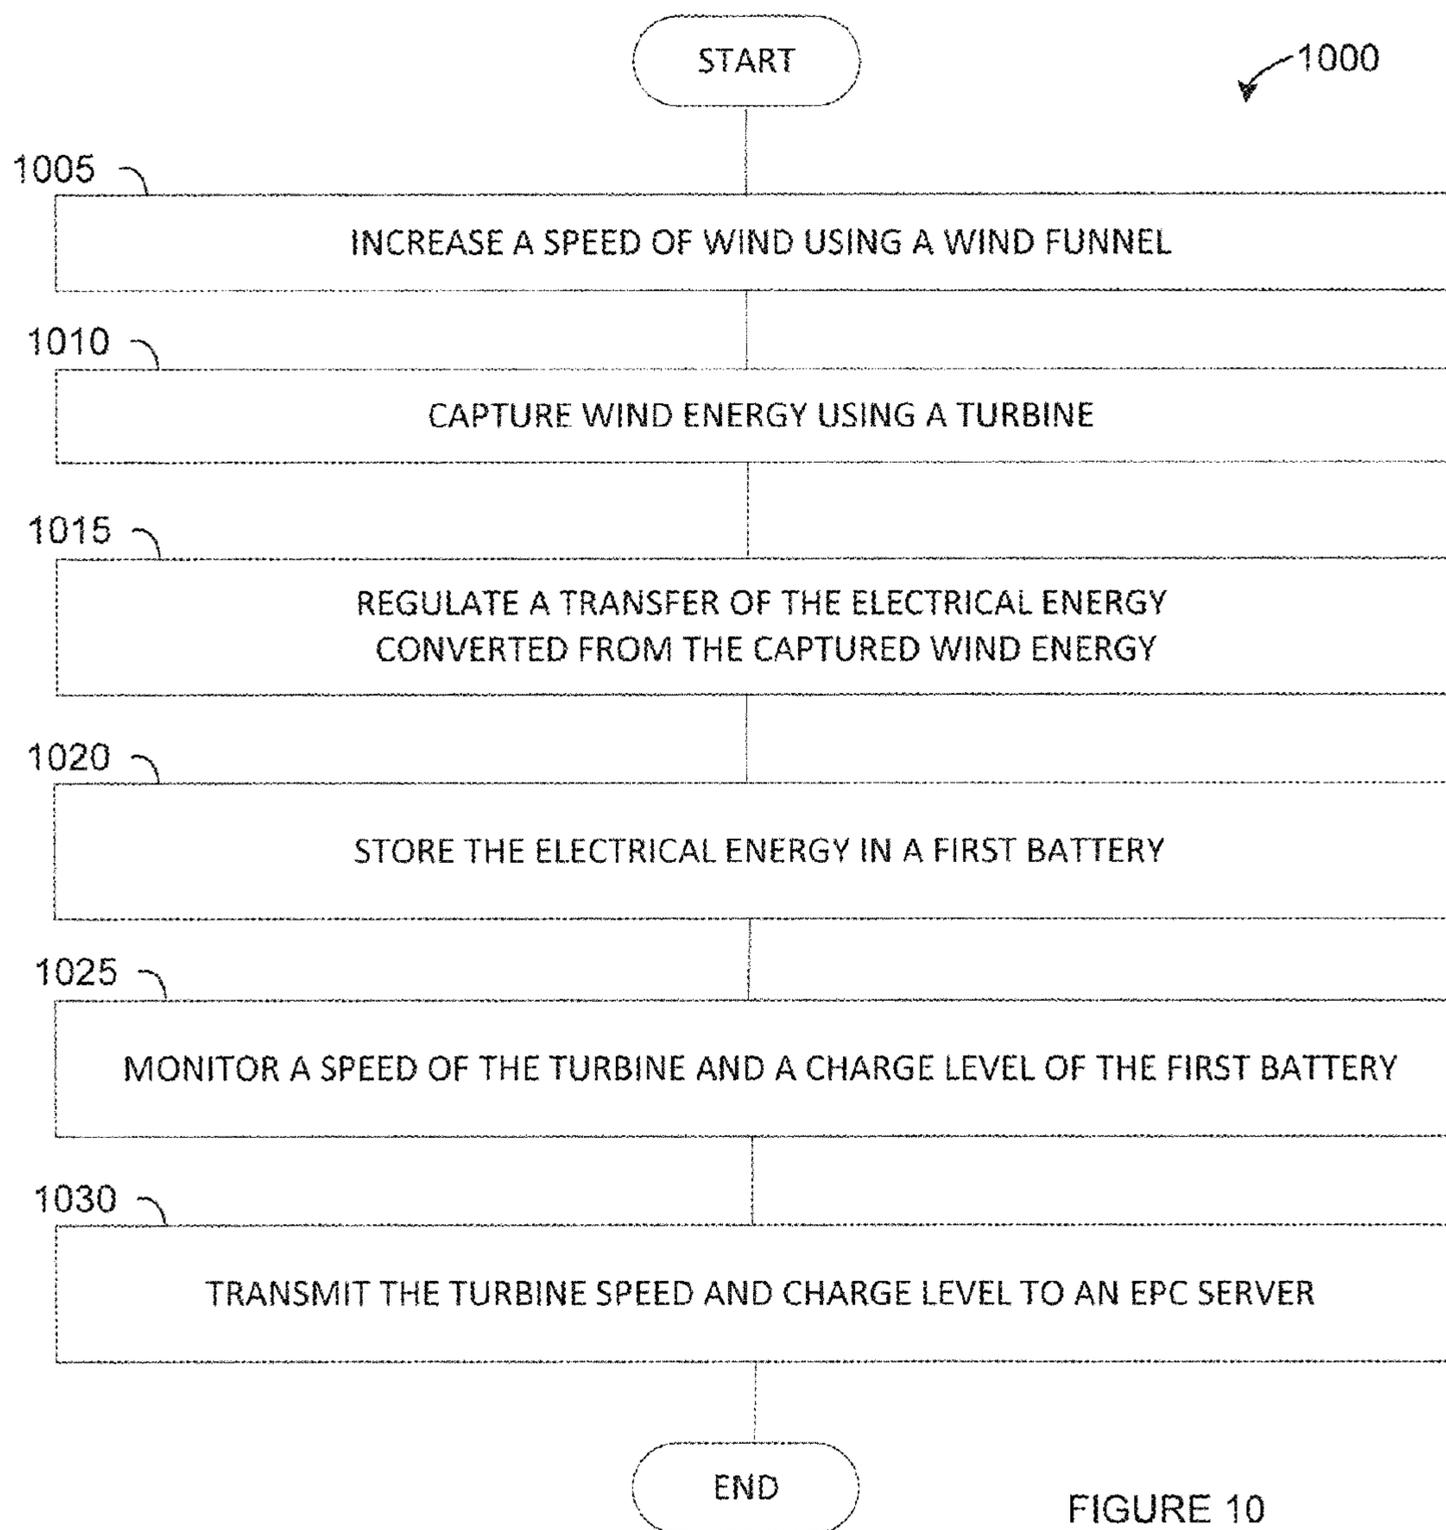 START
1000
1005
INCREASE A SPEED OF WIND USING A WIND FUNNEL
1010
CAPTURE WIND ENERGY USING A TURBINE
1015
REGULATE A TRANSFER OF THE ELECTRICAL ENERGY
CONVERTED FROM THE CAPTURED WIND ENERGY
1020
STORE THE ELECTRICAL ENERGY IN A FIRST BATTERY
1025
MONITOR A SPEED OF THE TURBINE AND A CHARGE LEVEL OF THE FIRST BATTERY
1030
TRANSMIT THE TURBINE SPEED AND CHARGE LEVEL TO AN EPC SERVER
END
FIGURE 10